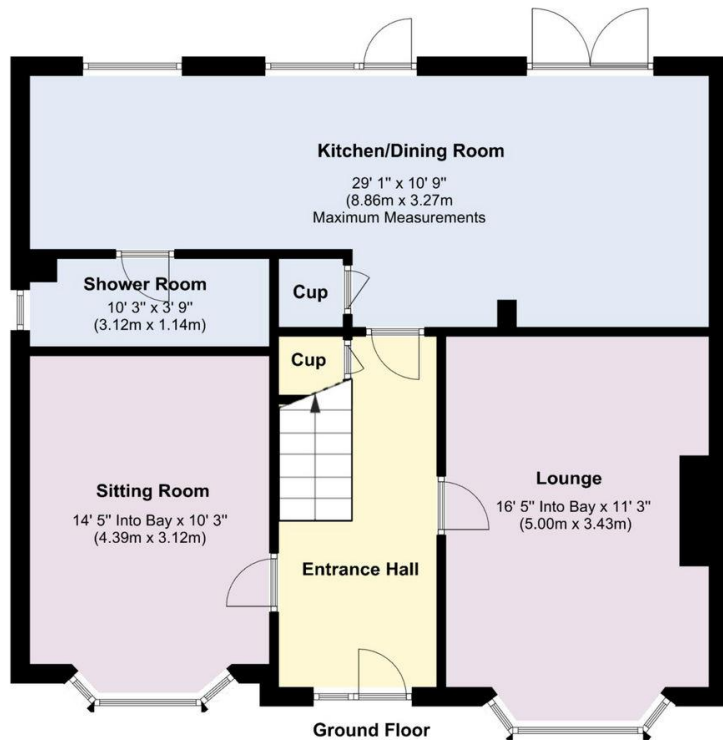 Kitchen/Dining Room
29' 1" x 10' 9"
(8.86m x 3.27m
Maximum Measurements
Shower Room
10' 3" x 3' 9"
(3.12m x 1.14m)
Cup
Cup
Sitting Room
14' 5" Into Bay x 10' 3"
(4.39m x 3.12m)
Lounge
16' 5" Into Bay x 11' 3"
(5.00m x 3.43m)
Entrance Hall
Ground Floor